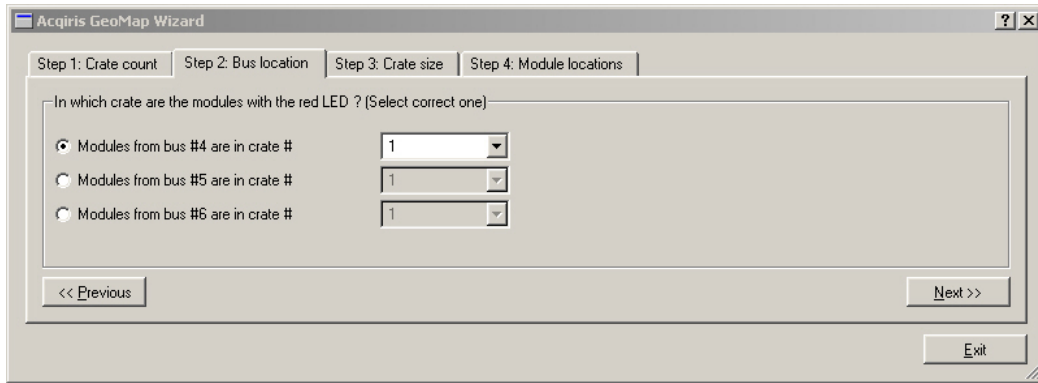 Acqiris GeoMap Wizard
Step 1: Crate count Step 2: Bus location Step 3: Crate size Step 4: Module locations
In which crate are the modules with the red LED ? (Select correct one)
Modules from bus #4 are in crate # 1
Modules from bus #5 are in crate # 1
Modules from bus #6 are in crate # 1
<< Previous Next >>
Exit